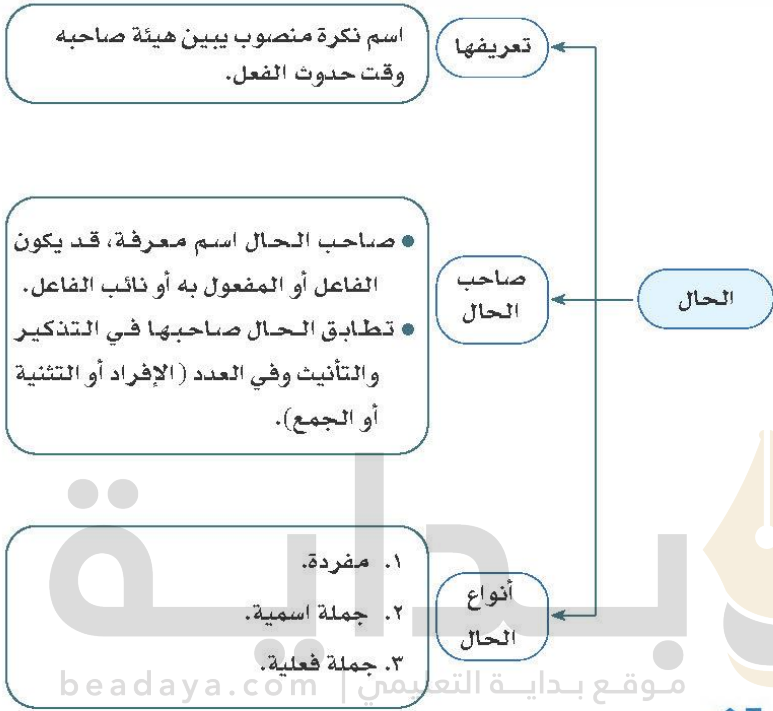 الحال
تعريفها
اسم نكرة منصوب يبين هيئة صاحبه
وقت حدوث الفعل.
صاحب
الحال
• صاحب الحال اسم معرفة، قد يكون
الفاعل أو المفعول به أو نائب الفاعل.
• تطابق الحال صاحبها في التذكير
والتأنيث وفي العدد (الإفراد أو التثنية
أو الجمع).
أنواع
الحال
١. مفردة.
٢. جملة اسمية.
٣. جملة فعلية.
بداية
موقع بداية التعليمي | beadaya.com